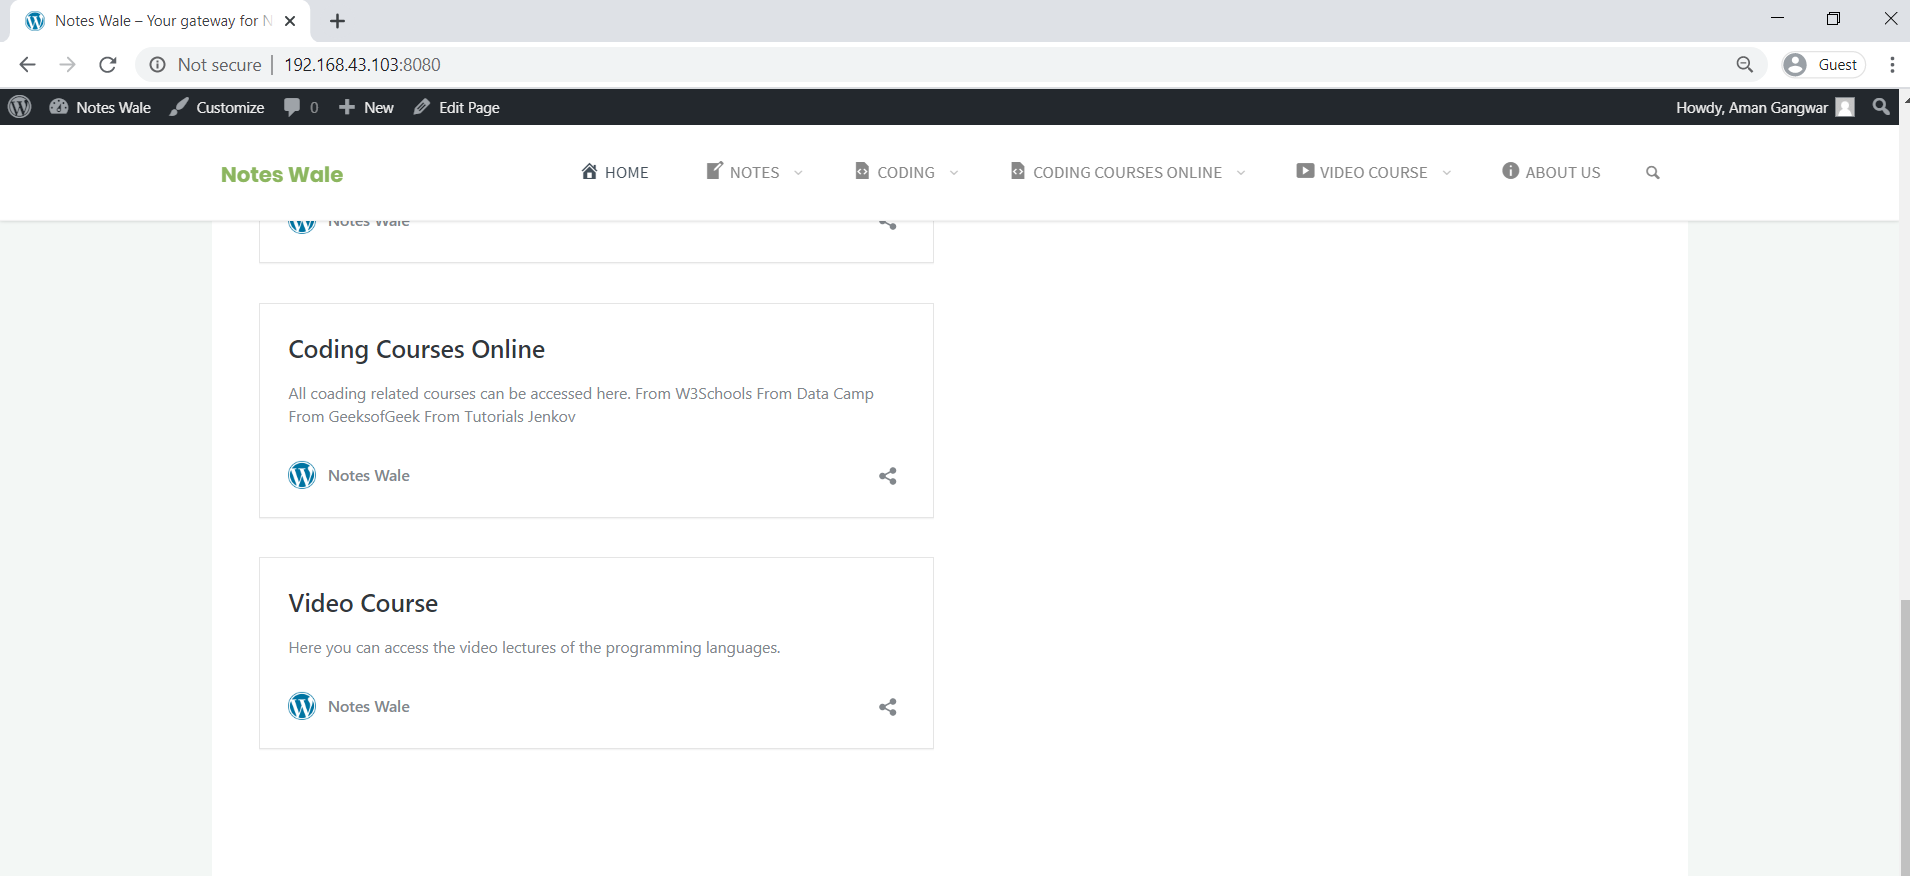 Notes Wale – Your gateway for N
Not secure | 192.168.43.103:8080
Guest
Notes Wale Customize 0 New Edit Page
Howdy, Aman Gangwar
Notes Wale
HOME NOTES CODING CODING COURSES ONLINE VIDEO COURSE ABOUT US
Notes Wale
Coding Courses Online
All coading related courses can be accessed here. From W3Schools From Data Camp
From GeeksofGeek From Tutorials Jenkov
Notes Wale
Video Course
Here you can access the video lectures of the programming languages.
Notes Wale